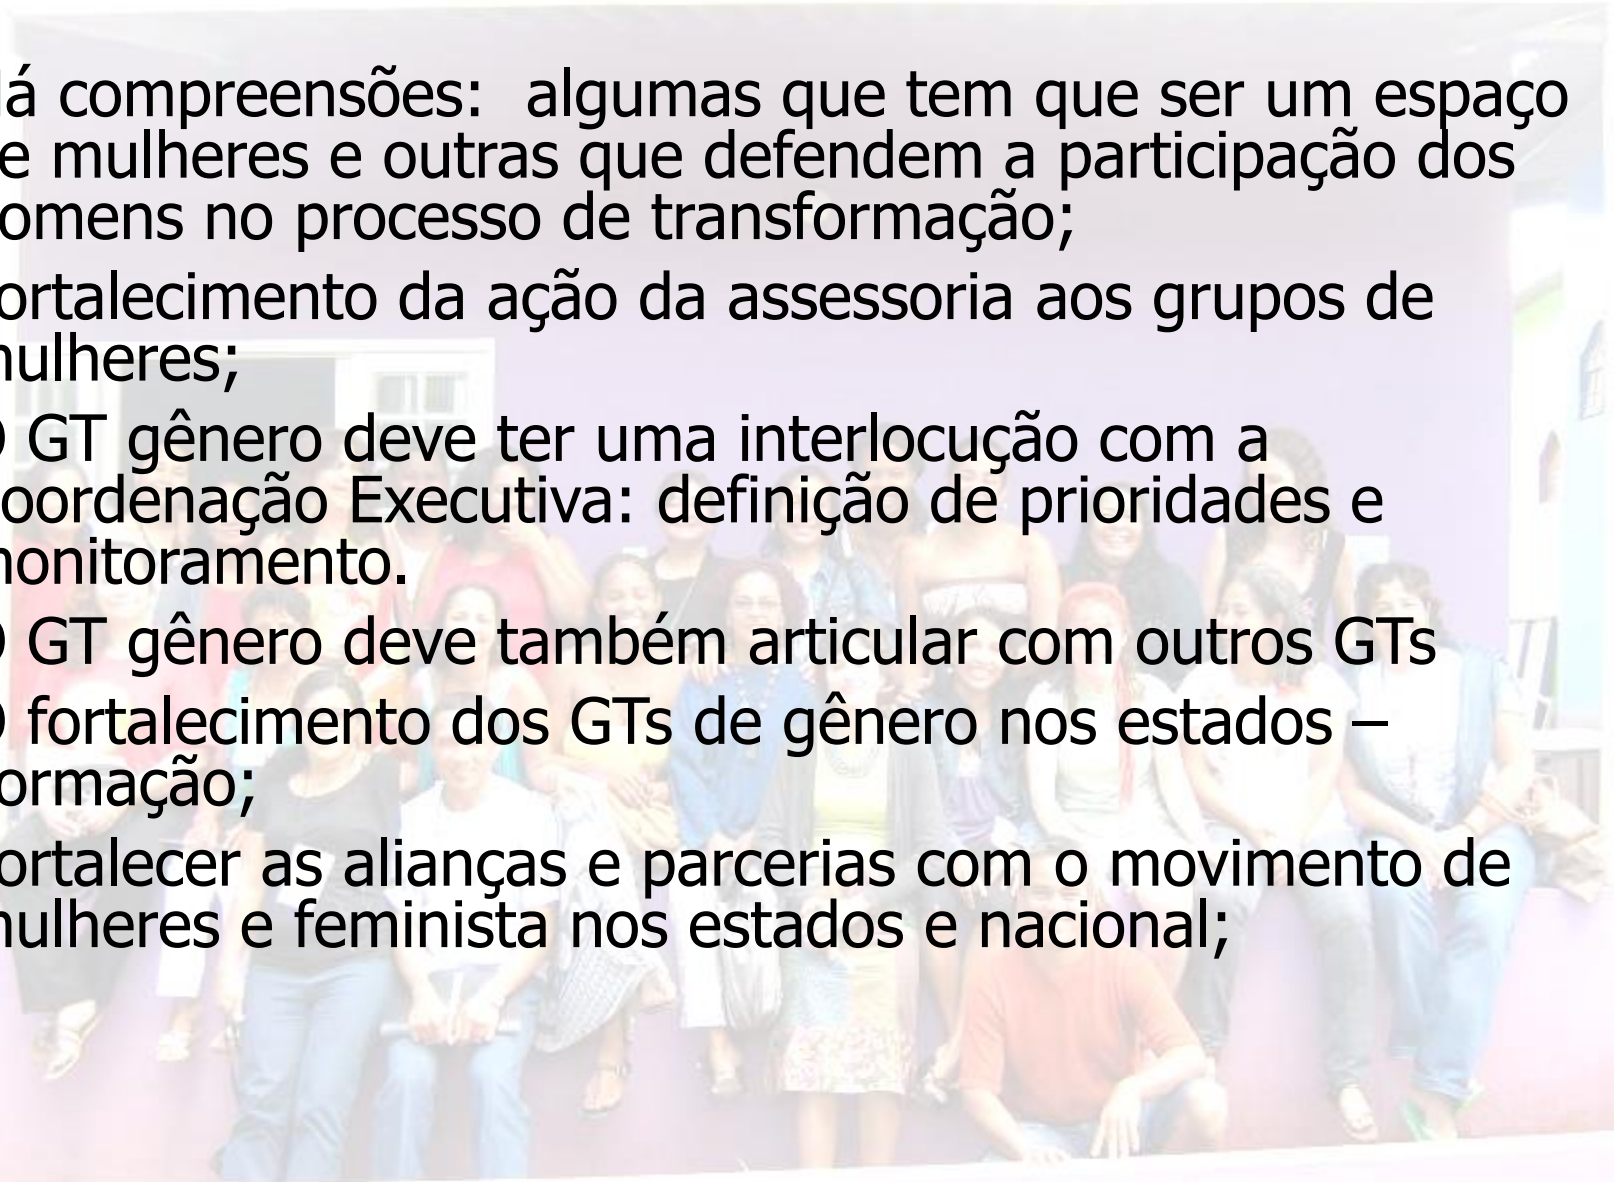 á compreensões: algumas que tem que ser um espaço
e mulheres e outras que defendem a participação dos
omens no processo de transformação;
ortalecimento da ação da assessoria aos grupos de
ulheres;
O GT gênero deve ter uma interlocução com a
oordenação Executiva: definição de prioridades e
onitoramento.
O GT gênero deve também articular com outros GTs
O fortalecimento dos GTs de gênero nos estados –
ormação;
ortalecer as alianças e parcerias com o movimento de
ulheres e feminista nos estados e nacional;